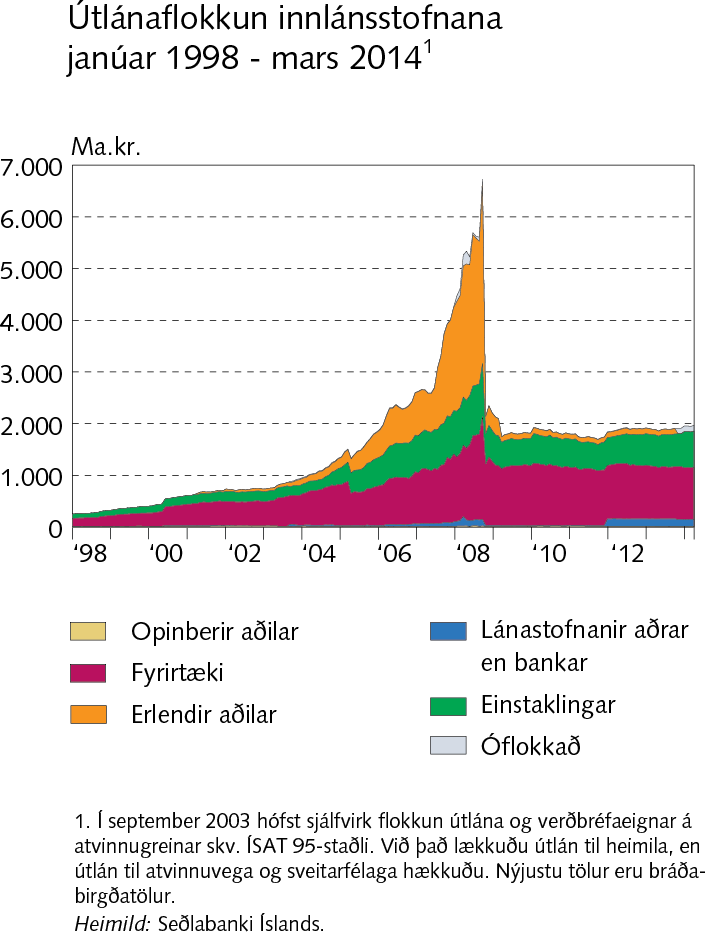 Útlánaflokkun innlánsstofnana
janúar 1998 - mars 2014¹
Ma.kr.
7.000
6.000
5.000
4.000
3.000
2.000
1.000
0
‘98 ‘00 ‘02 ‘04 ‘06 ‘08 ‘10 ‘12
Opinberir aðilar
Fyrirtæki
Erlendir aðilar
Lánastofnanir aðrar
en bankar
Einstaklingar
Óflokkað
1. Í september 2003 hófst sjálfvirk flokkun útlána og verðbréfaeignar á
atvinnugreinar skv. ÍSAT 95-staðli. Við það lækkuðu útlán til heimila, en
útlán til atvinnuvega og sveitarfélaga hækkuðu. Nýjustu tölur eru bráða-
birgðatölur.
Heimild: Seðlabanki Íslands.